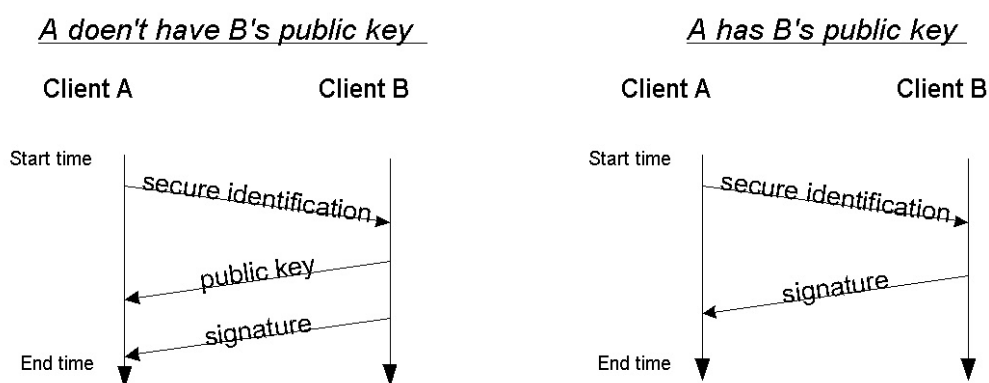 A doen't have B's public key
Client A Client B
Start time
secure identification
public key
signature
End time
A has B's public key
Client A Client B
Start time
secure identification
signature
End time